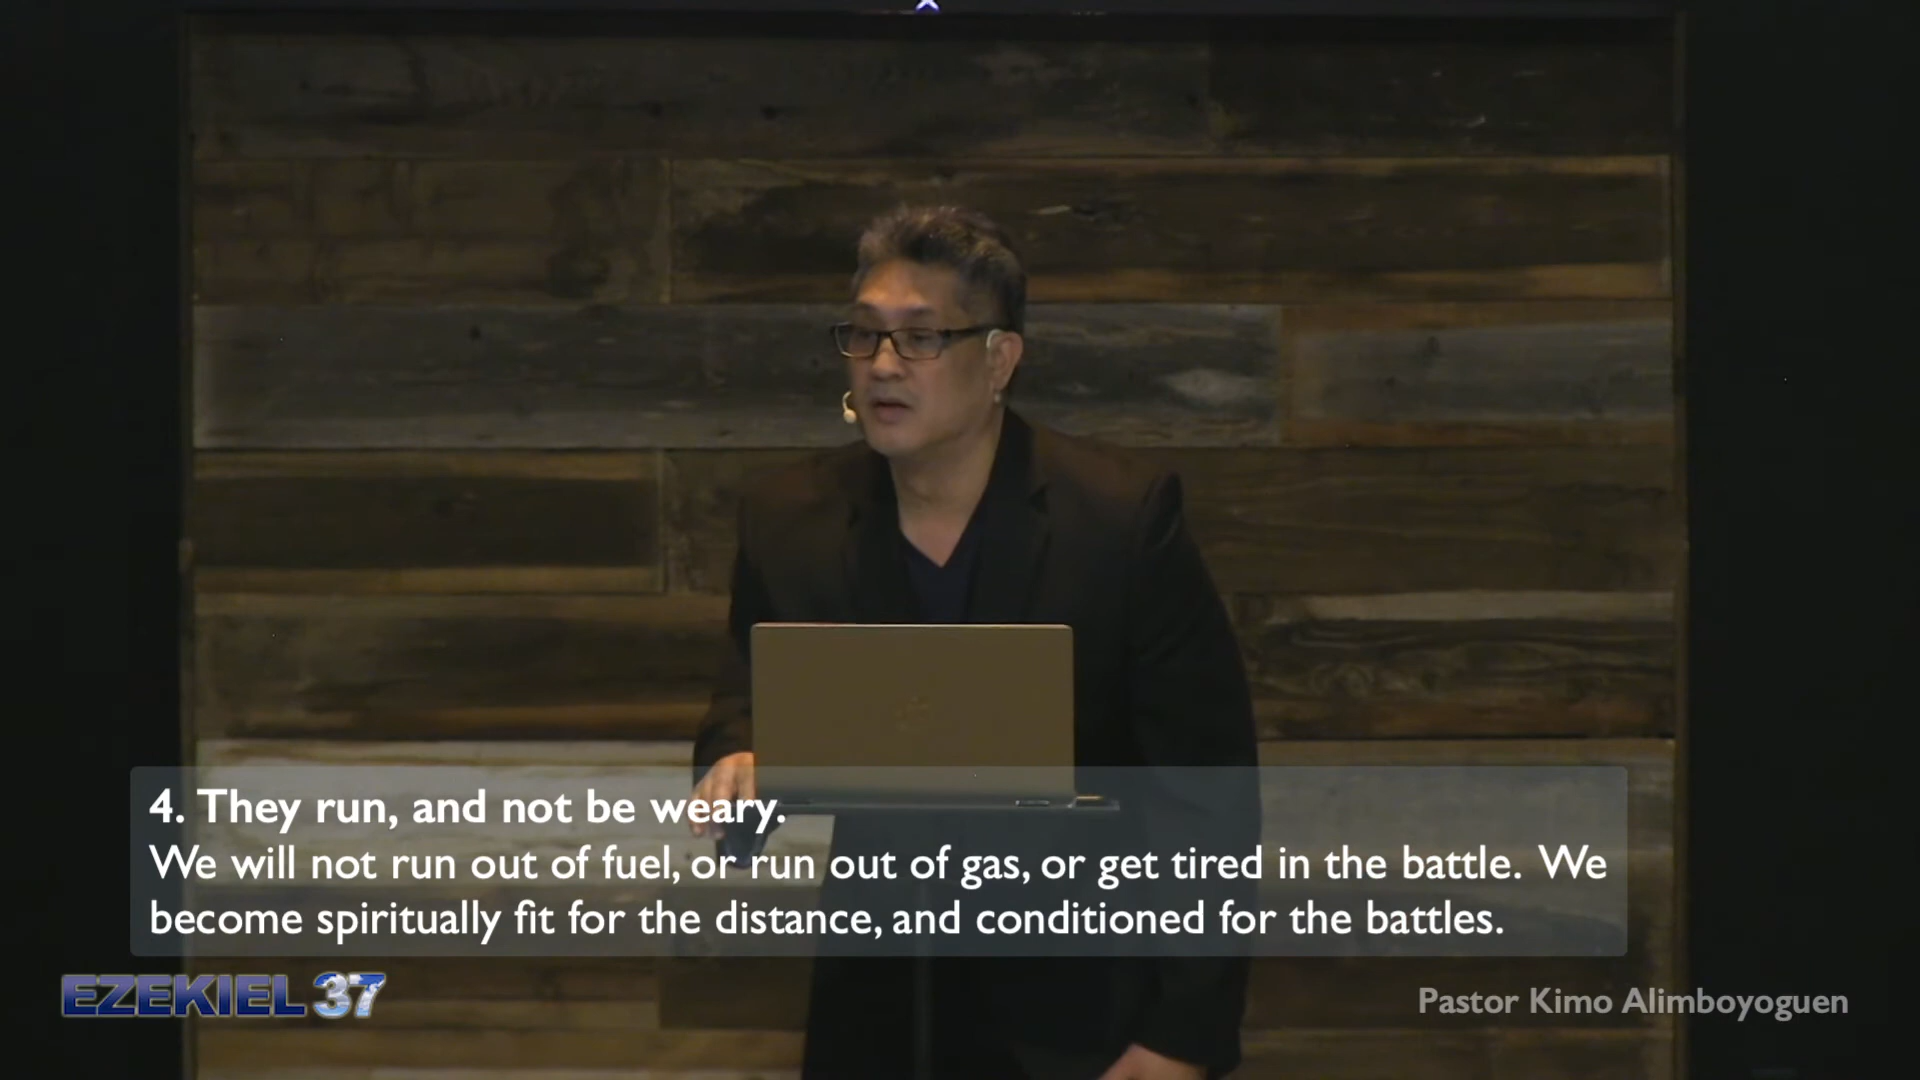 4. They run, and not be weary.
We will not run out of fuel, or run out of gas, or get tired in the battle. We
become spiritually fit for the distance, and conditioned for the battles.
EZEKIEL 37
Pastor Kimo Alimboyoguen